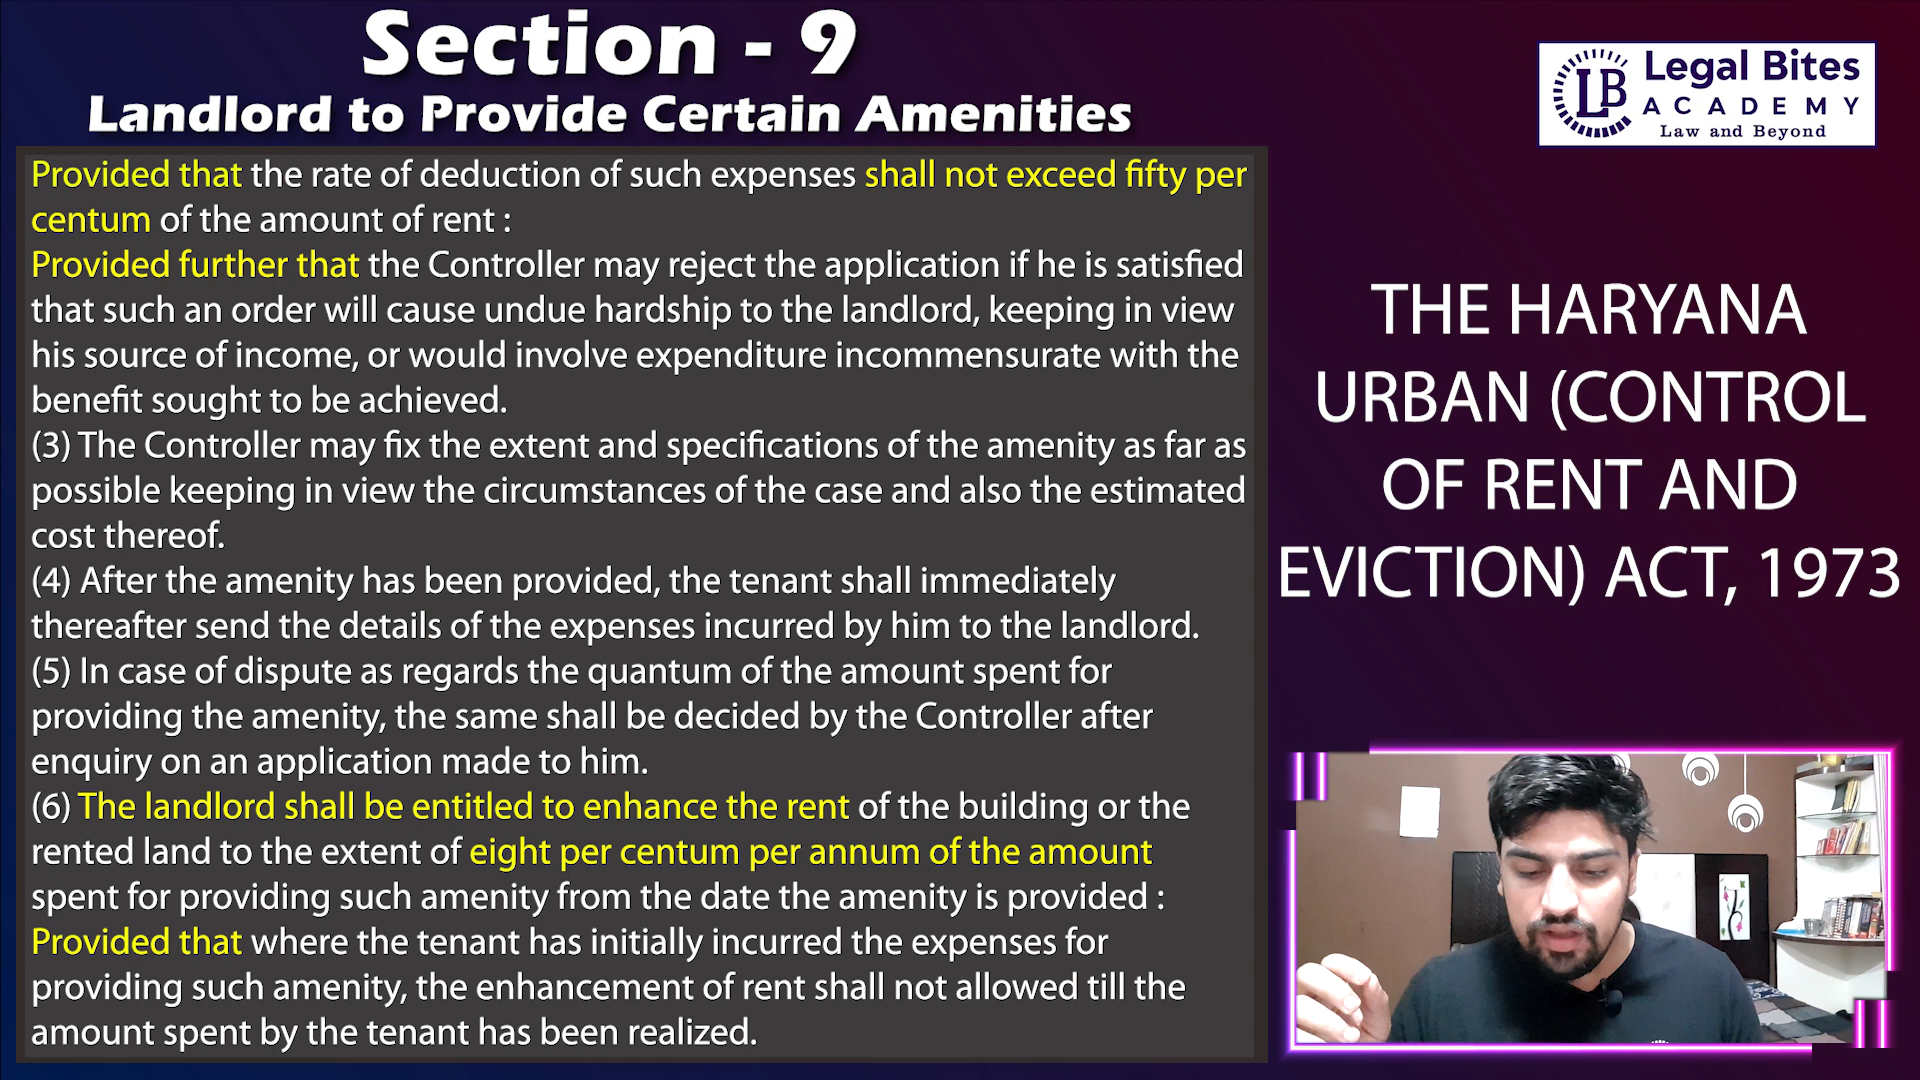 Section - 9
Landlord to Provide Certain Amenities
Provided that the rate of deduction of such expenses shall not exceed fifty per
centum of the amount of rent :
Provided further that the Controller may reject the application if he is satisfied
that such an order will cause undue hardship to the landlord, keeping in view
his source of income, or would involve expenditure incommensurate with the
benefit sought to be achieved.
(3) The Controller may fix the extent and specifications of the amenity as far as
possible keeping in view the circumstances of the case and also the estimated
cost thereof.
(4) After the amenity has been provided, the tenant shall immediately
thereafter send the details of the expenses incurred by him to the landlord.
(5) In case of dispute as regards the quantum of the amount spent for
providing the amenity, the same shall be decided by the Controller after
enquiry on an application made to him.
(6) The landlord shall be entitled to enhance the rent of the building or the
rented land to the extent of eight per centum per annum of the amount
spent for providing such amenity from the date the amenity is provided :
Provided that where the tenant has initially incurred the expenses for
providing such amenity, the enhancement of rent shall not allowed till the
amount spent by the tenant has been realized.
LB
Legal Bites
ACADEMY
Law and Beyond
THE HARYANA
URBAN (CONTROL
OF RENT AND
EVICTION) ACT, 1973